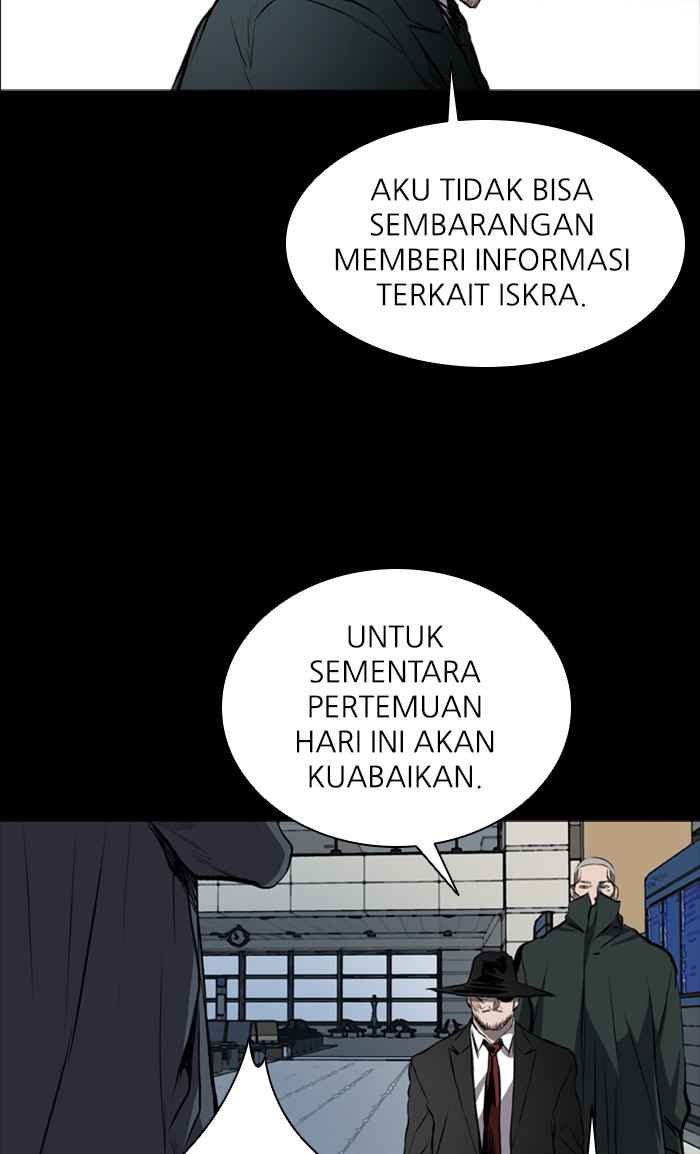 AKU TIDAK BISA
SEMBARANGAN
MEMBERI INFORMASI
TERKAIT ISKRA.
UNTUK
SEMENTARA
PERTEMUAN
HARI INI AKAN
KUABAIKAN.